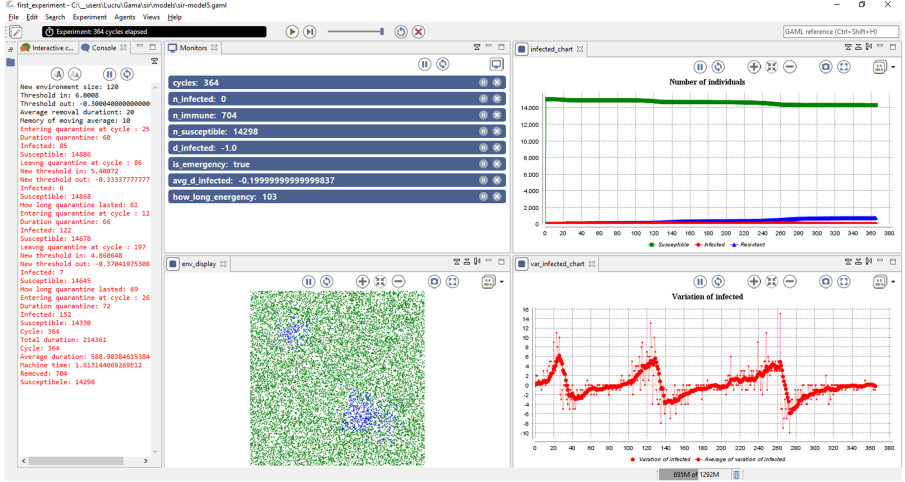 first_experiment - C:\__users\Lucru\Gama\sir\models\sir-model5.gaml
File Edit Search Experiment Agents Views Help
Experiment: 364 cycles elapsed
GAML reference (Ctrl+Shift+H)
Interactive c...
Console
New environment size: 120
Threshold in: 6.0008
Threshold out: -0.300040000000000
Average removal durationt: 20
Memory of moving average: 10
Entering quarantine at cycle : 25
Duration quarantine: 60
Infected: 85
Susceptible: 14886
Leavng quarantine at cycle : 86
New threshold in: 5.40072
New threshold out: -0.33337777777
Infected: 6
Susceptible: 14868
How long quarantine lasted: 61
Entering quarantine at cycle : 12
Duration quarantine: 66
Infected: 122
Susceptible: 14678
Leavng quarantine at cycle : 197
New threshold in: 4.860648
New threshold out: -0.37041975308
Infected: 7
Susceptible: 14645
How long quarantine lasted: 69
Entering quarantine at cycle : 26
Duration quarantine: 72
Infected: 152
Susceptible: 14330
Cycle: 364
Total duration: 214361
Cycle: 364
Average duration: 588.90384615384
Machine time: 1.613144069269E12
Removed: 704
Susceptibele: 14298
Monitors
cycles: 364
n_infected: 0
n_immune: 704
n_susceptible: 14298
d_infected: -1.0
is_emergency: true
avg_d_infected: -0.19999999999999837
how_long_energency: 103
env_display
infected_chart
Number of individuals
14,000
12,000
10,000
8,000
6,000
4,000
2,000
0
0 20 40 60 80 100 120 140 160 180 200 220 240 260 280 300 320 340 360 380
Susceptible Infected Resistant
var_infected_chart
Variation of infected
16
14
12
10
8
6
4
2
0
-2
-4
-6
-8
-10
0 20 40 60 80 100 120 140 160 180 200 220 240 260 280 300 320 340 360 380
Varation of infected Average of varation of infected
695M of 1292M